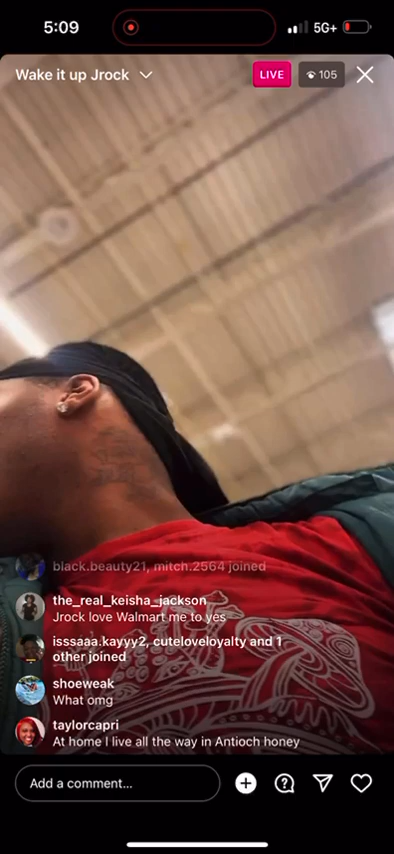 5:09
5G+
Wake it up Jrock
LIVE
105
black.beauty21, mitch.2564 joined
the_real_keisha_jackson
Jrock love Walmart me to yes
isssaaa.kayyy2, cuteloveloyalty and 1
other joined
shoeweak
What omg
taylorcapri
At home I live all the way in Antioch honey
Add a comment...